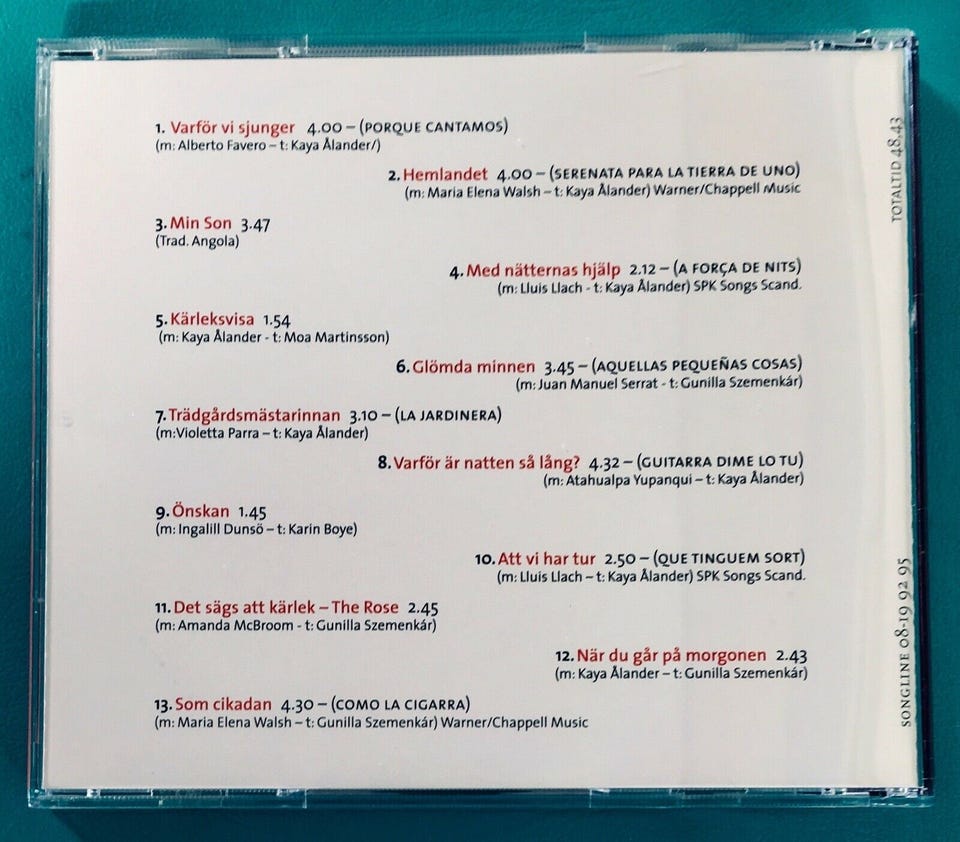 1. Varför vi sjunger 4.00 – (PORQUE CANTAMOS)
(m: Alberto Favero – t: Kaya Ålander/)
2. Hemlandet 4.00 – (SERENATA PARA LA TIERRA DE UNO)
(m: Maria Elena Walsh – t: Kaya Ålander) Warner/Chappell Music
3. Min Son 3.47
(Trad. Angola)
4. Med nätternas hjälp 2.12 – (A FORÇA DE NITS)
(m: Lluis Llach - t: Kaya Ålander) SPK Songs Scand.
5. Kärleksvisa 1.54
(m: Kaya Ålander - t: Moa Martinsson)
6. Glömda minnen 3.45 – (AQUELLAS PEQUEÑAS COSAS)
(m: Juan Manuel Serrat - t: Gunilla Szemenkár)
7. Trädgårdsmästarinnan 3.10 – (LA JARDINERA)
(m:Violetta Parra – t: Kaya Ålander)
8. Varför är natten så lång? 4.32 – (GUITARRA DIME LO TU)
(m: Atahualpa Yupanqui – t: Kaya Ålander)
9. Önskan 1.45
(m: Ingalill Dunsö – t: Karin Boye)
10. Att vi har tur 2.50 – (QUE TINGUEM SORT)
(m: Lluis Llach – t: Kaya Ålander) SPK Songs Scand.
11. Det sägs att kärlek – The Rose 2.45
(m: Amanda McBroom - t: Gunilla Szemenkár)
12. När du går på morgonen 2.43
(m: Kaya Ålander – t: Gunilla Szemenkár)
13. Som cikadan 4.30 – (COMO LA CIGARRA)
(m: Maria Elena Walsh – t: Gunilla Szemenkár) Warner/Chappell Music
TOTALTID 48.43
SONGLINE 08-19 92 95